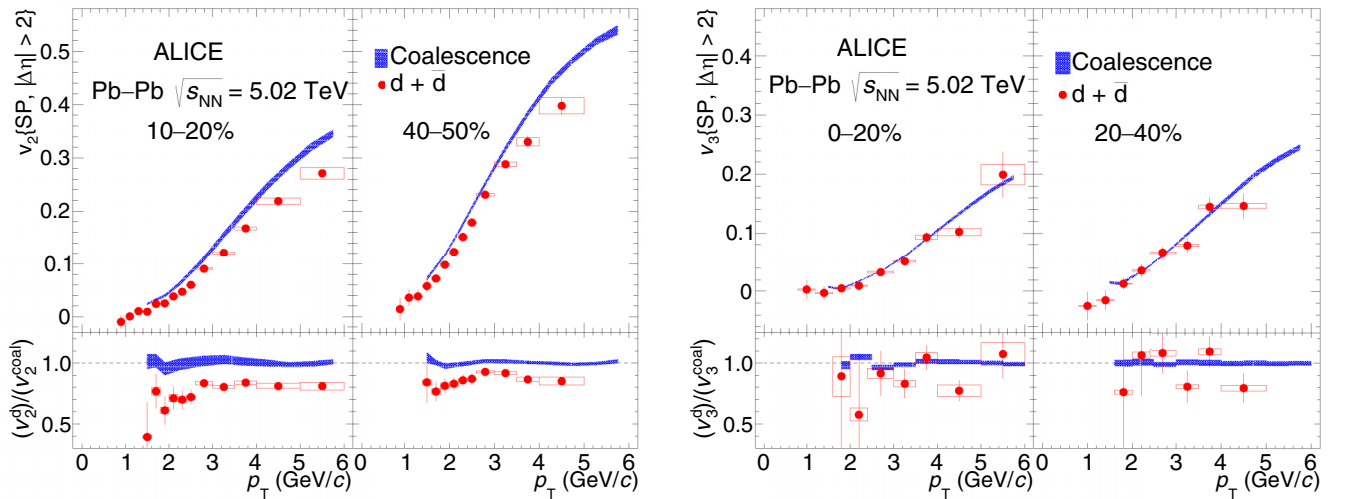 v₂{SP, |Δη| > 2}
0.5
0.4
0.3
0.2
0.1
0
ALICE
Pb–Pb √sNN = 5.02 TeV
10–20%
Coalescence
d + d̅
40–50%
(v₂ᵈ)/(v₂ᶜᵒᵃˡ)
1.0
0.5
0 1 2 3 4 5 6
pT (GeV/c)
0 1 2 3 4 5 6
pT (GeV/c)
v₃{SP, |Δη| > 2}
0.4
0.3
0.2
0.1
0
ALICE
Pb–Pb √sNN = 5.02 TeV
0–20%
Coalescence
d + d̅
20–40%
(v₃ᵈ)/(v₃ᶜᵒᵃˡ)
1.0
0.5
0 1 2 3 4 5 6
pT (GeV/c)
0 1 2 3 4 5 6
pT (GeV/c)